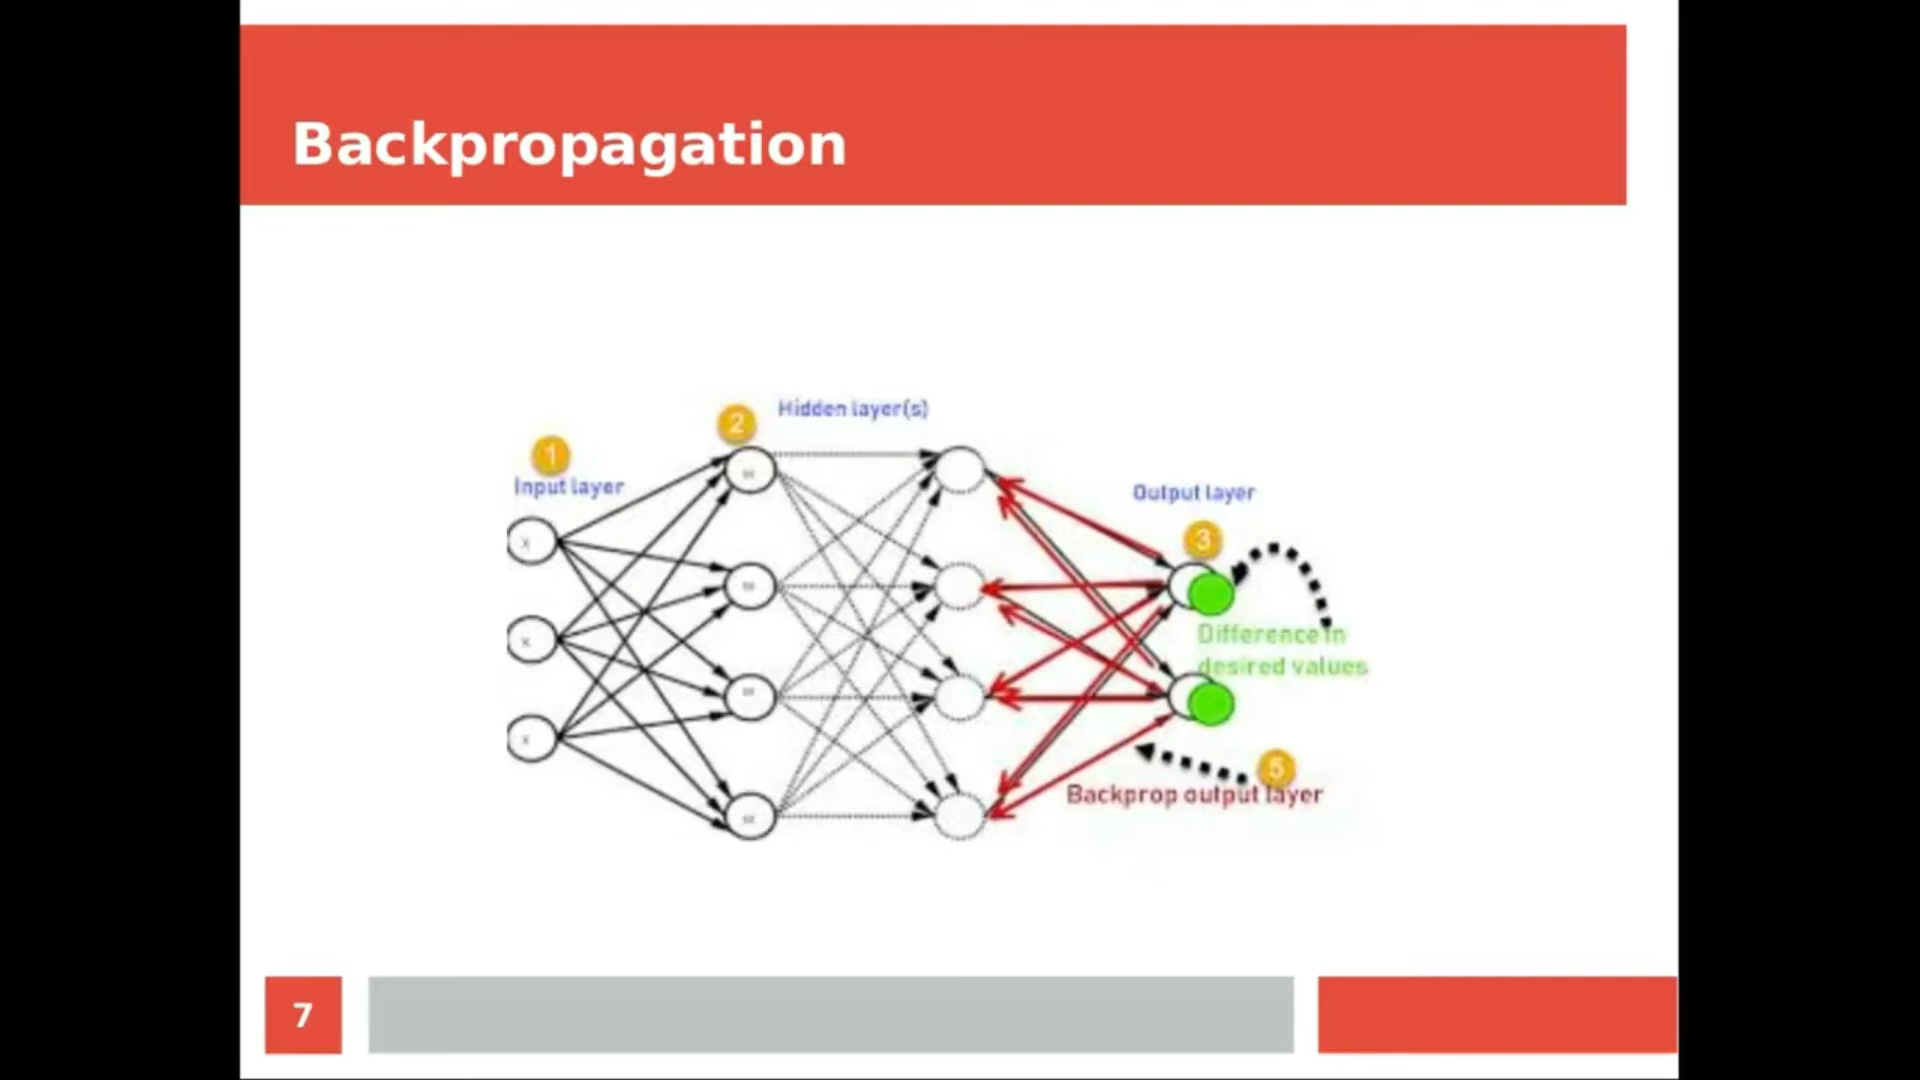 Backpropagation
Hidden layer(s)
2
1
Input layer
Output layer
3
x
x
x
Difference in
desired values
5
Backprop output layer
7